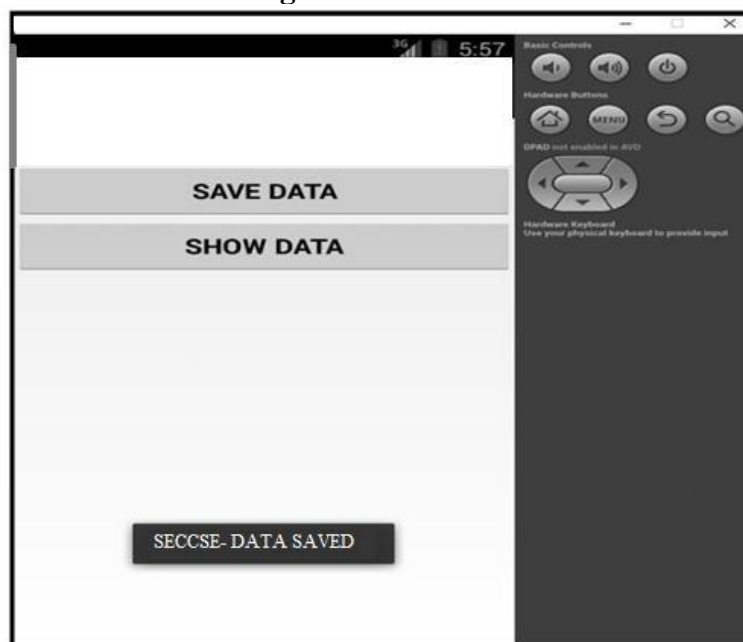 3G 5:57
Basic Controls
Hardware Buttons
MENU
DPAD not enabled in AVD
SAVE DATA
SHOW DATA
Hardware Keyboard
Use your physical keyboard to provide input
SECCSE- DATA SAVED